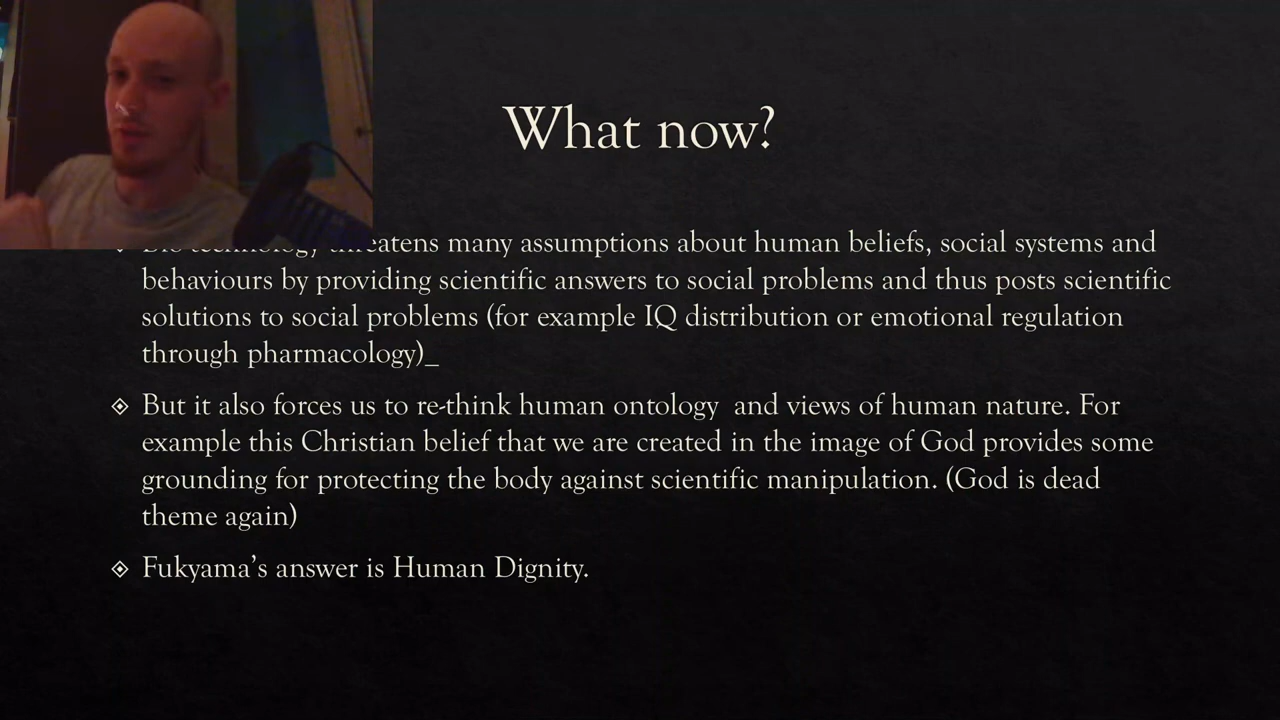 What now?
technology threatens many assumptions about human beliefs, social systems and
behaviours by providing scientific answers to social problems and thus posts scientific
solutions to social problems (for example IQ distribution or emotional regulation
through pharmacology)_
But it also forces us to re-think human ontology  and views of human nature. For
example this Christian belief that we are created in the image of God provides some
grounding for protecting the body against scientific manipulation. (God is dead
theme again)
Fukyama's answer is Human Dignity.